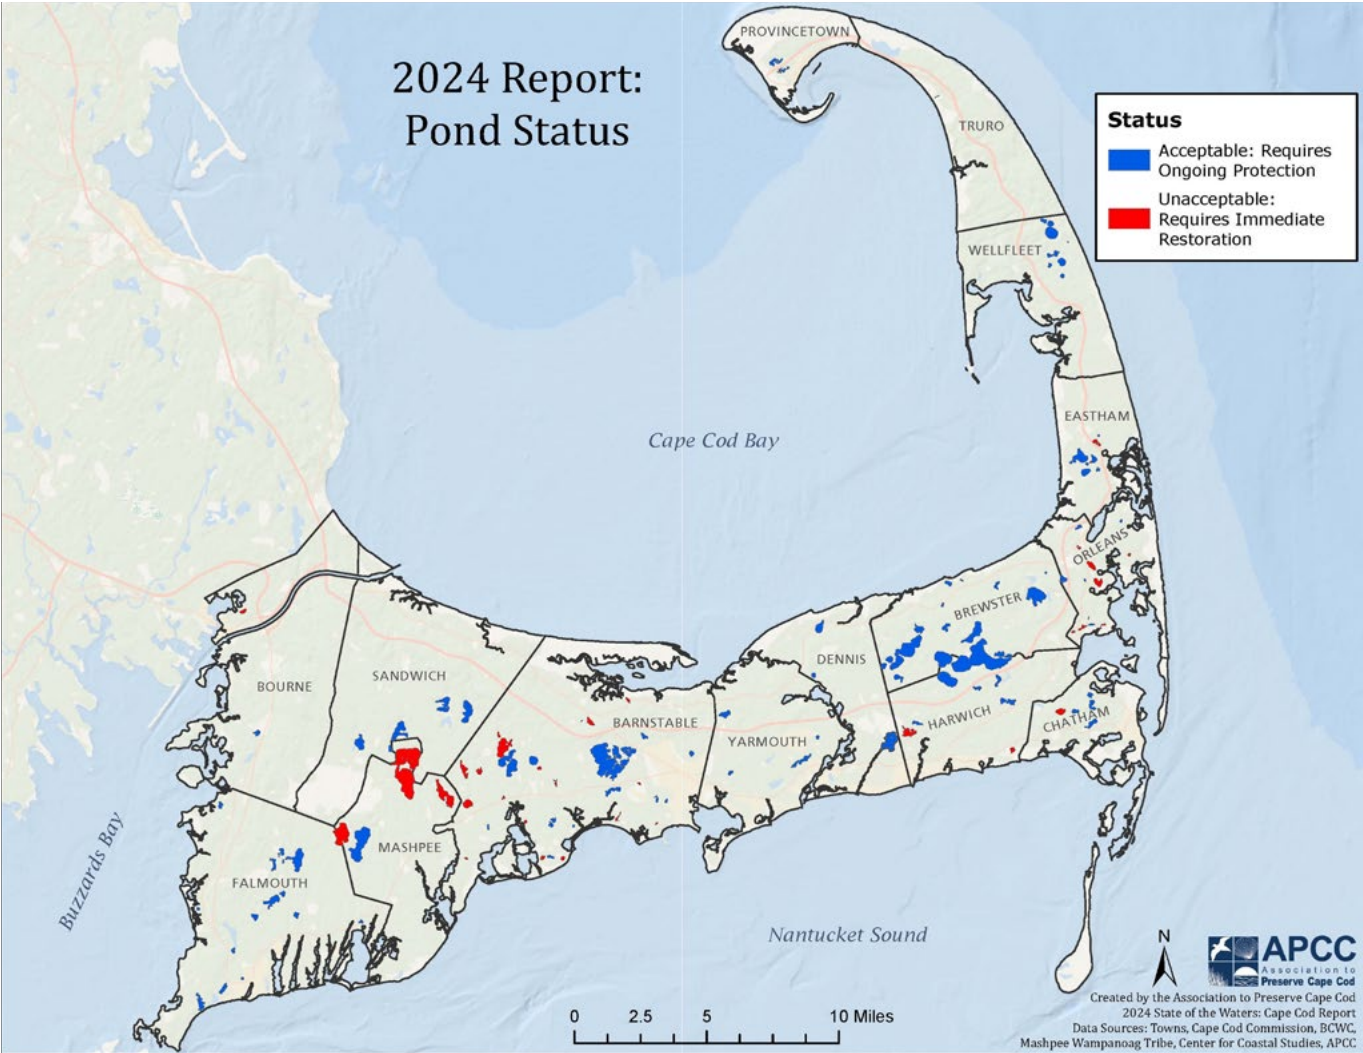 2024 Report:
Pond Status
PROVINCETOWN
TRURO
WELLFLEET
EASTHAM
ORLEANS
BREWSTER
DENNIS
HARWICH
CHATHAM
BOURNE
SANDWICH
BARNSTABLE
YARMOUTH
MASHPEE
FALMOUTH
Cape Cod Bay
Buzzards Bay
Nantucket Sound
Status
Acceptable: Requires
Ongoing Protection
Unacceptable:
Requires Immediate
Restoration
0 2.5 5 10 Miles
N
APCC
Association to
Preserve Cape Cod
Created by the Association to Preserve Cape Cod
2024 State of the Waters: Cape Cod Report
Data Sources: Towns, Cape Cod Commission, BCWC,
Mashpee Wampanoag Tribe, Center for Coastal Studies, APCC